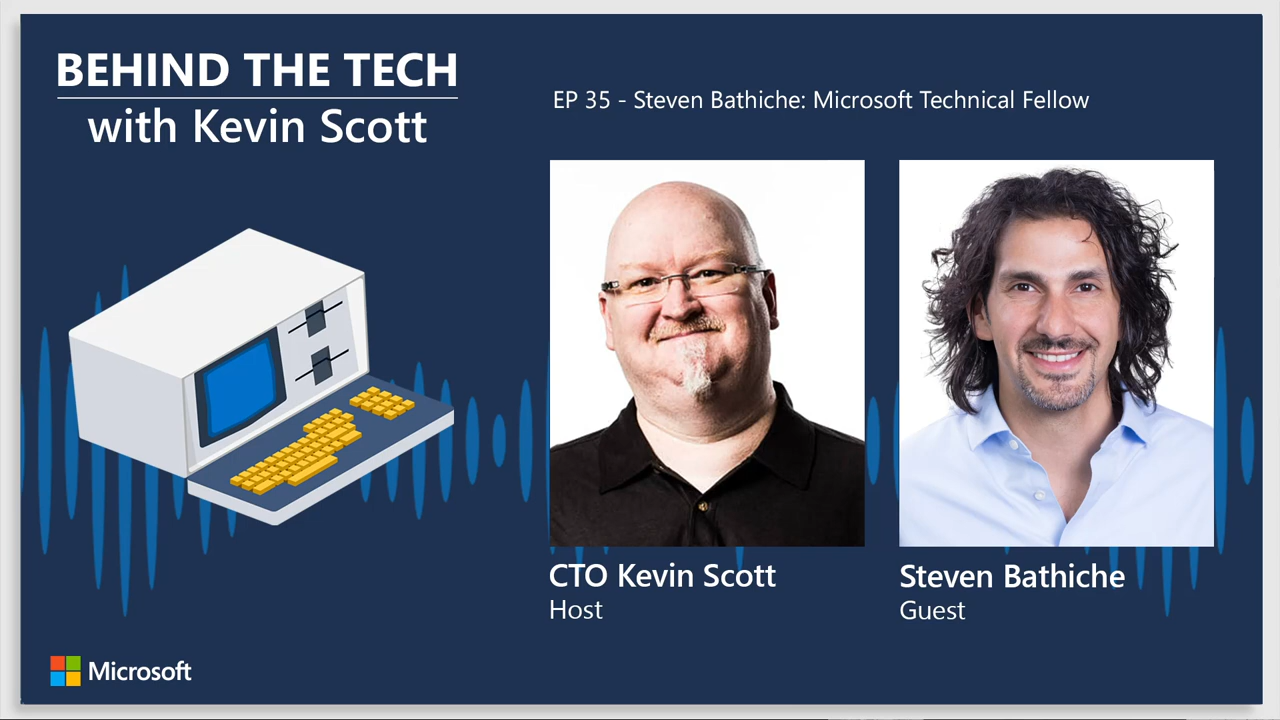 BEHIND THE TECH
with Kevin Scott
EP 35 - Steven Bathiche: Microsoft Technical Fellow
CTO Kevin Scott
Host
Steven Bathiche
Guest
Microsoft